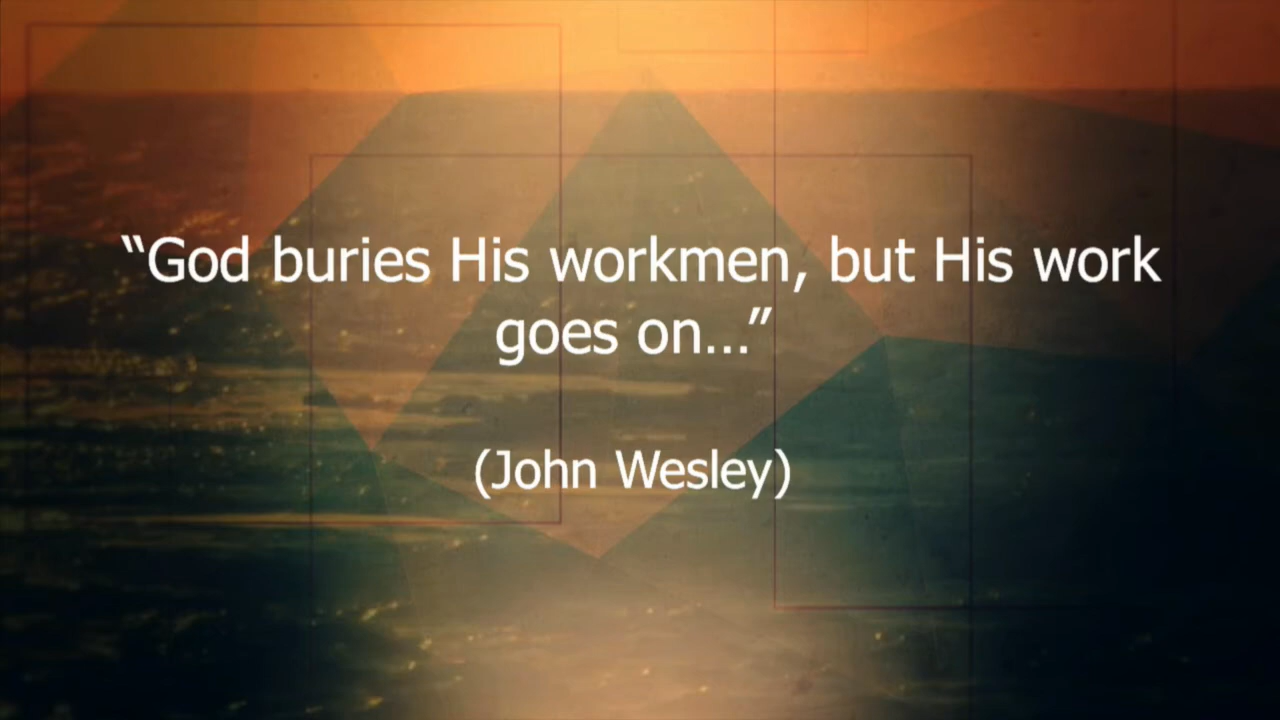 “God buries His workmen, but His work
goes on…”
(John Wesley)